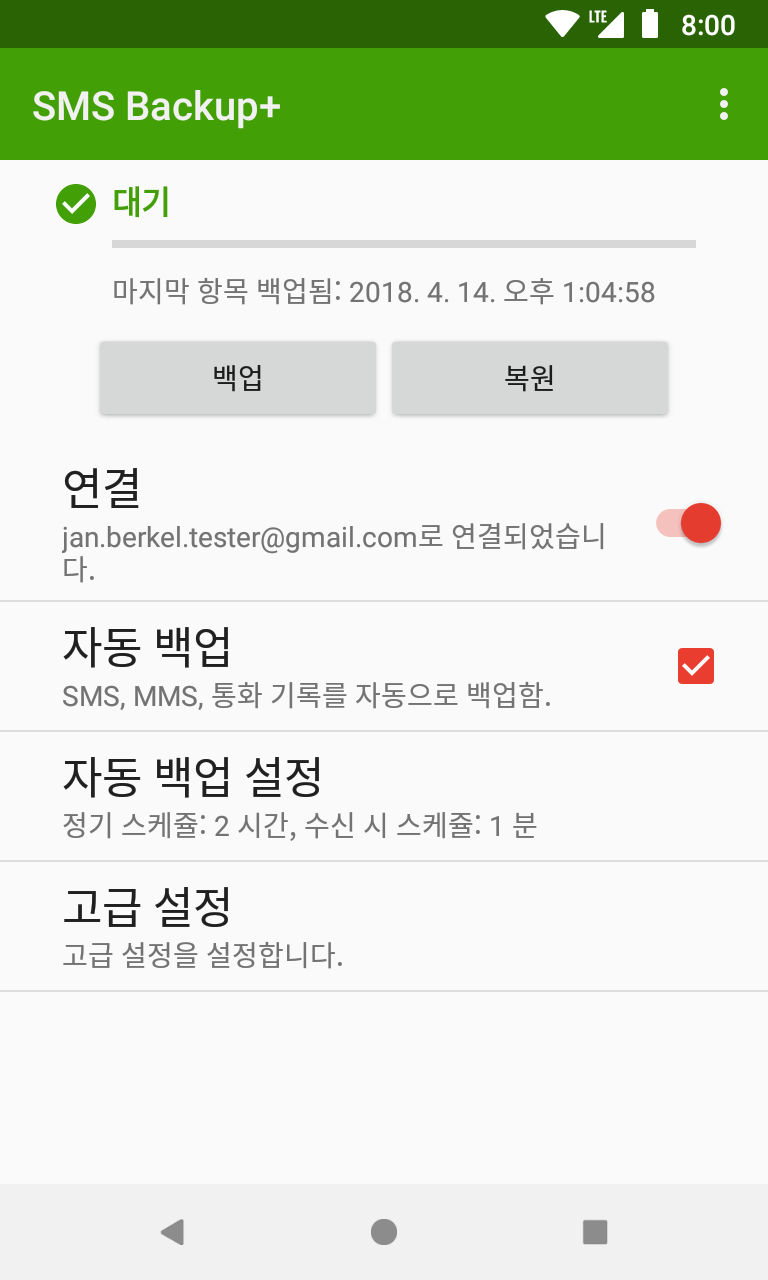 LTE 8:00
SMS Backup+
대기
마지막 항목 백업됨: 2018. 4. 14. 오후 1:04:58
백업 복원
연결
jan.berkel.tester@gmail.com로 연결되었습니
다.
자동 백업
SMS, MMS, 통화 기록를 자동으로 백업함.
자동 백업 설정
정기 스케쥴: 2 시간, 수신 시 스케쥴: 1 분
고급 설정
고급 설정을 설정합니다.